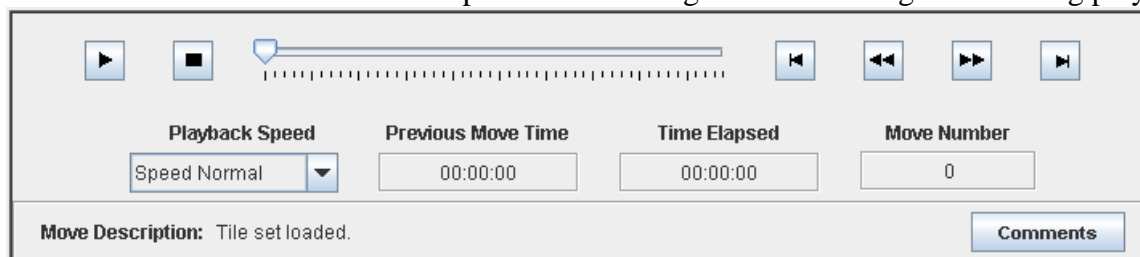 Playback Speed Previous Move Time Time Elapsed Move Number
Speed Normal 00:00:00 00:00:00 0
Move Description: Tile set loaded.
Comments